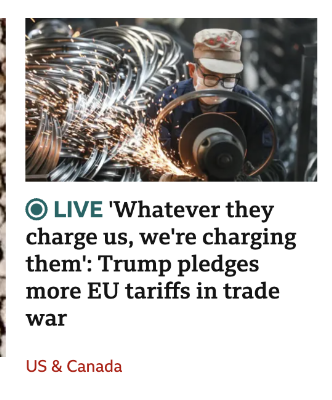 LIVE 'Whatever they
charge us, we're charging
them': Trump pledges
more EU tariffs in trade
war
US & Canada